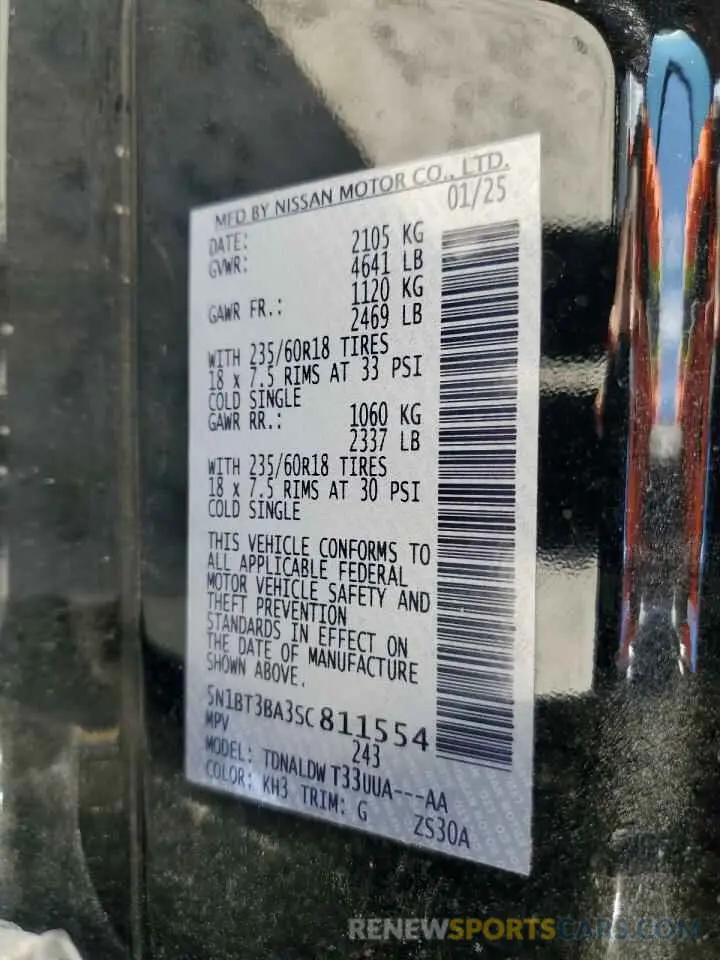 MFD BY NISSAN MOTOR CO., LTD.
DATE: 01/25
GVWR: 2105 KG
4641 LB
GAWR FR.: 1120 KG
2469 LB
WITH 235/60R18 TIRES
18 x 7.5 RIMS AT 33 PSI
COLD SINGLE
GAWR RR.: 1060 KG
2337 LB
WITH 235/60R18 TIRES
18 x 7.5 RIMS AT 30 PSI
COLD SINGLE
THIS VEHICLE CONFORMS TO
ALL APPLICABLE FEDERAL
MOTOR VEHICLE SAFETY AND
THEFT PREVENTION
STANDARDS IN EFFECT ON
THE DATE OF MANUFACTURE
SHOWN ABOVE.
5N1BT3BA3SC811554
MPV 243
MODEL: TDNALDW T33UUA---AA
COLOR: KH3 TRIM: G ZS30A
RENEWSPORTSCARS.COM